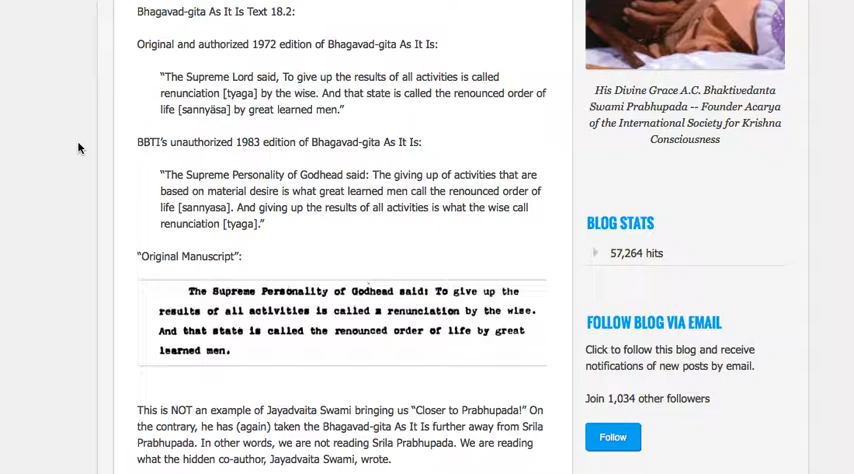 Bhagavad-gita As It Is Text 18.2:
Original and authorized 1972 edition of Bhagavad-gita As It Is:
“The Supreme Lord said, To give up the results of all activities is called
renunciation [tyaga] by the wise. And that state is called the renounced order of
life [sannyäsa] by great learned men.”
BBTI’s unauthorized 1983 edition of Bhagavad-gita As It Is:
“The Supreme Personality of Godhead said: The giving up of activities that are
based on material desire is what great learned men call the renounced order of
life [sannyasa]. And giving up the results of all activities is what the wise call
renunciation [tyaga].”
“Original Manuscript”:
The Supreme Personality of Godhead said: To give up the
results of all activities is called a renunciation by the wise.
And that state is called the renounced order of life by great
learned men.
This is NOT an example of Jayadvaita Swami bringing us “Closer to Prabhupada!” On
the contrary, he has (again) taken the Bhagavad-gita As It Is further away from Srila
Prabhupada. In other words, we are not reading Srila Prabhupada. We are reading
what the hidden co-author, Jayadvaita Swami, wrote.
His Divine Grace A.C. Bhaktivedanta
Swami Prabhupada -- Founder Acarya
of the International Society for Krishna
Consciousness
BLOG STATS
57,264 hits
FOLLOW BLOG VIA EMAIL
Click to follow this blog and receive
notifications of new posts by email.
Join 1,034 other followers
Follow